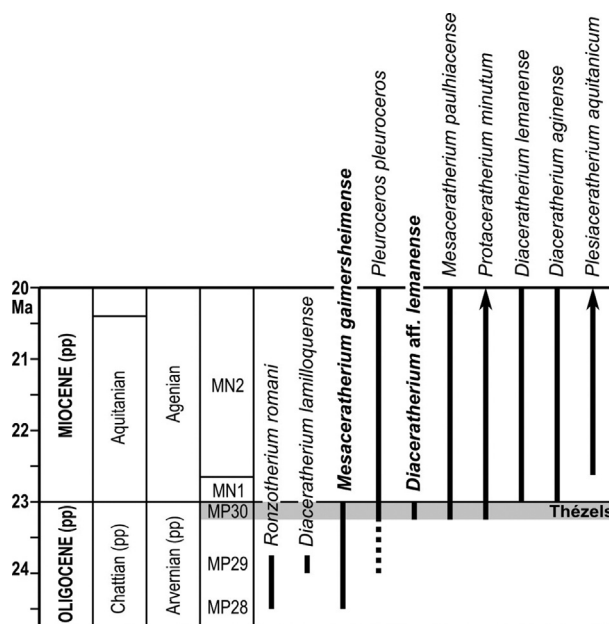 Pleuroceros pleuroceros
Mesaceratherium paulhiacense
Protaceratherium minutum
Diaceratherium lemanense
Diaceratherium aginense
Plesiaceratherium aquitanicum
Ronzotherium romani
Diaceratherium lamilloquense
Mesaceratherium gaimersheimense
Diaceratherium aff. lemanense
20
Ma
21
22
23
24
MIOCENE (pp)
OLIGOCENE (pp)
Aquitanian
Chattian (pp)
Agenian
Arvernian (pp)
MN2
MN1
MP30
MP29
MP28
Thézels